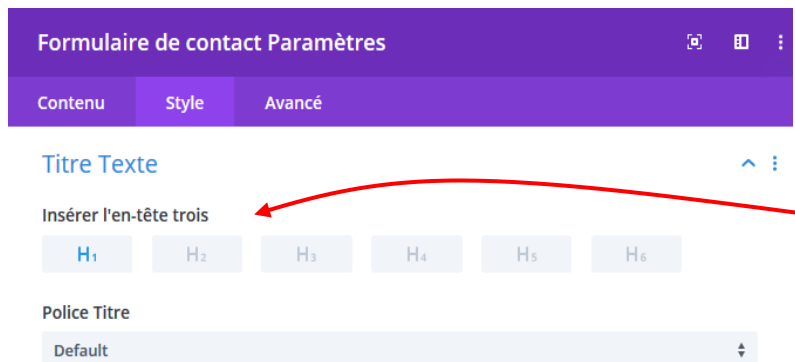 Formulaire de contact Paramètres
Contenu Style Avancé
Titre Texte
Insérer l'en-tête trois
H1 H2 H3 H4 H5 H6
Police Titre
Default